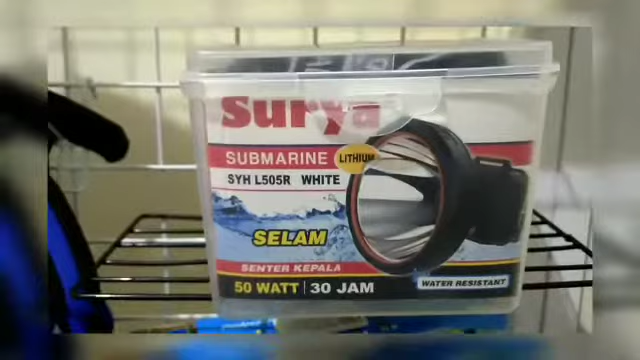 Surya
SUBMARINE LITHIUM
SYH L505R WHITE
SELAM
SENTER KEPALA
50 WATT | 30 JAM
WATER RESISTANT